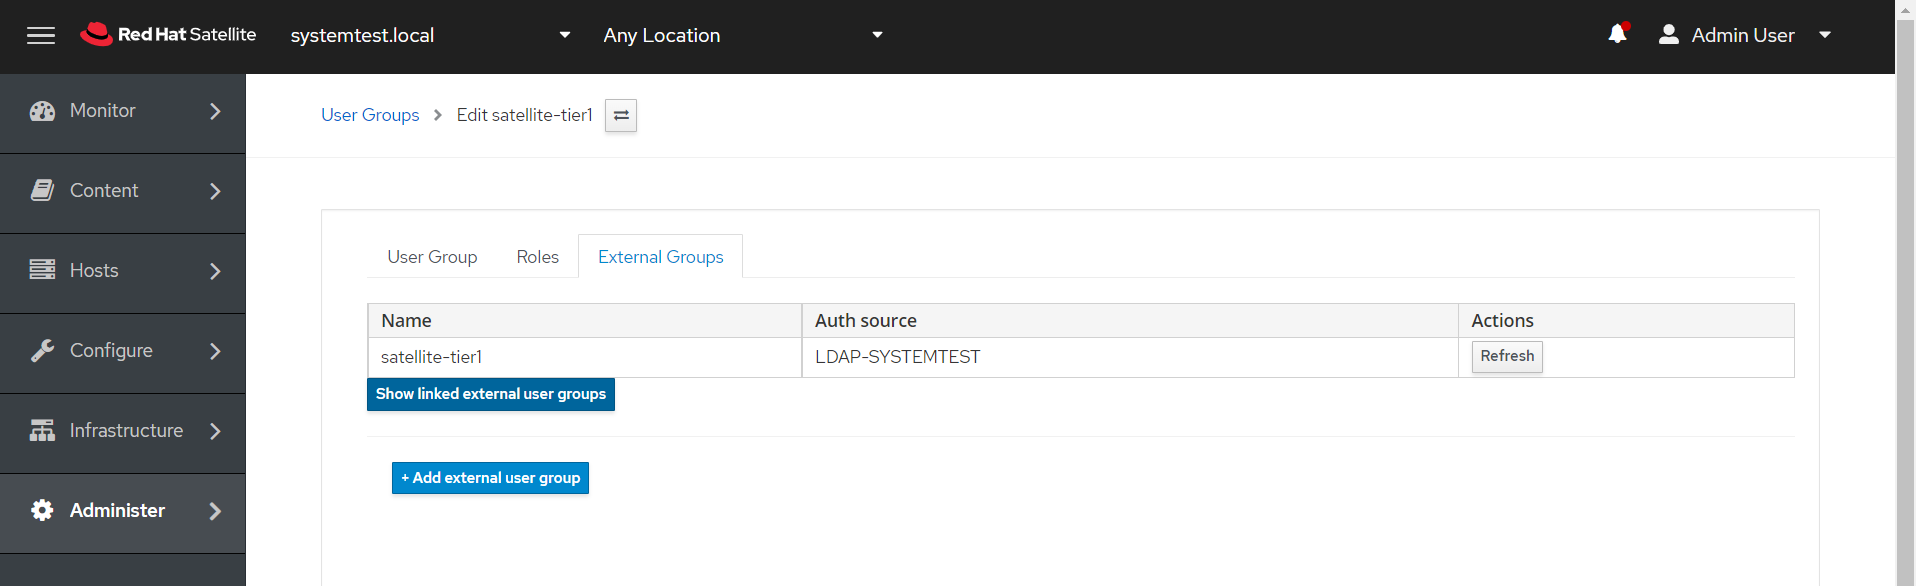 Red Hat Satellite systemtest.local Any Location Admin User
Monitor
Content
Hosts
Configure
Infrastructure
Administer
User Groups > Edit satellite-tier1
User Group Roles External Groups
Name Auth source Actions
satellite-tier1 LDAP-SYSTEMTEST Refresh
Show linked external user groups
+ Add external user group